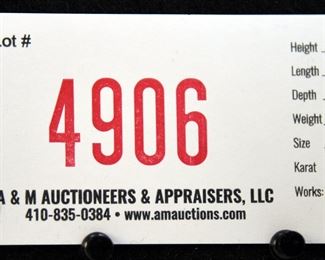 Lot #
4906
A & M AUCTIONEERS & APPRAISERS, LLC
410-835-0384 • www.amauctions.com
Height
Length
Depth
Weight
Size
Karat
Works: